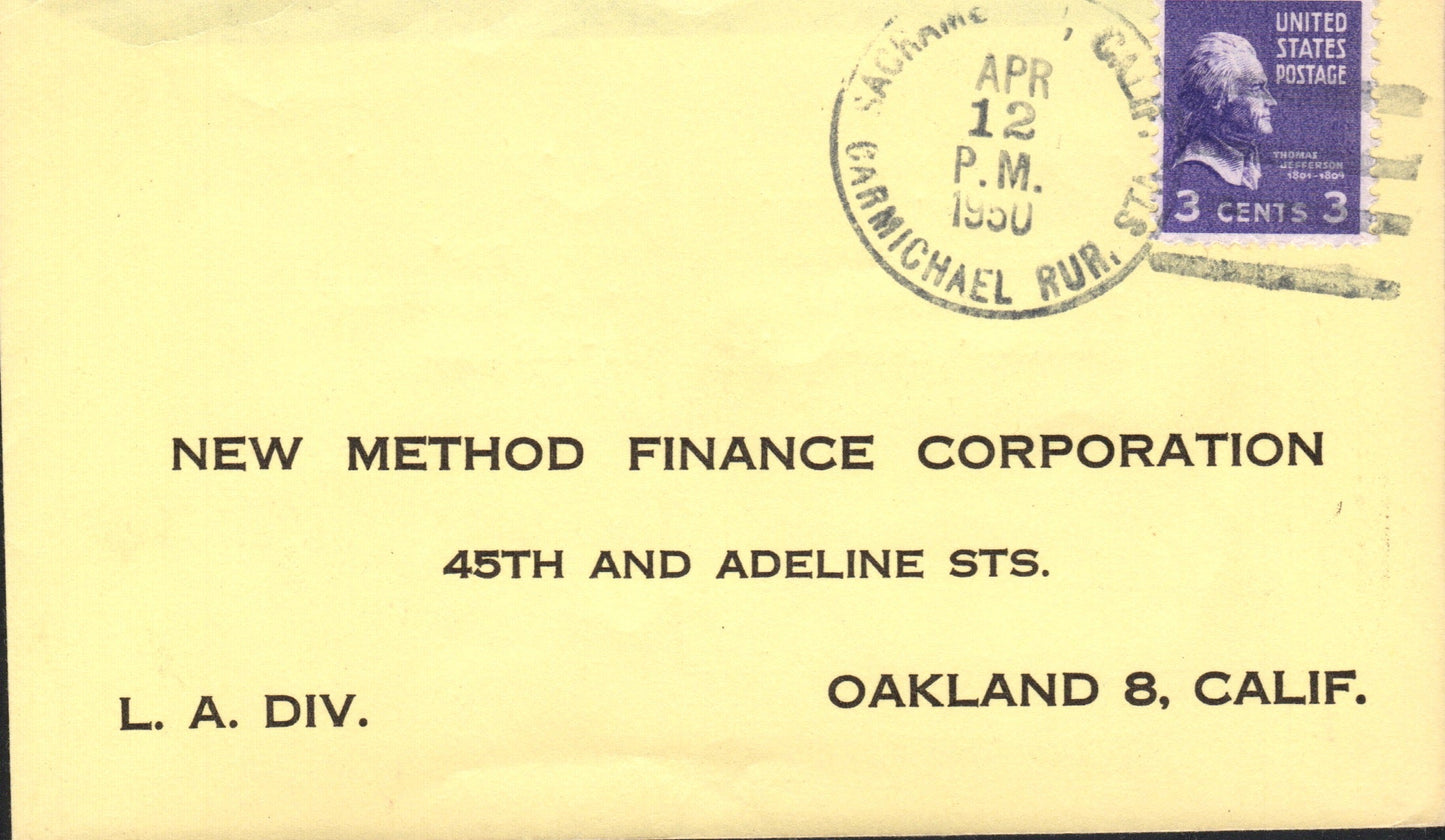 UNITED
STATES
POSTAGE
THOMAS
JEFFERSON
1801-1809
3 CENTS 3
CALIF.
APR
12
P.M.
1950
CARMICHAEL RUR. STA
NEW METHOD FINANCE CORPORATION
45TH AND ADELINE STS.
OAKLAND 8, CALIF.
L. A. DIV.